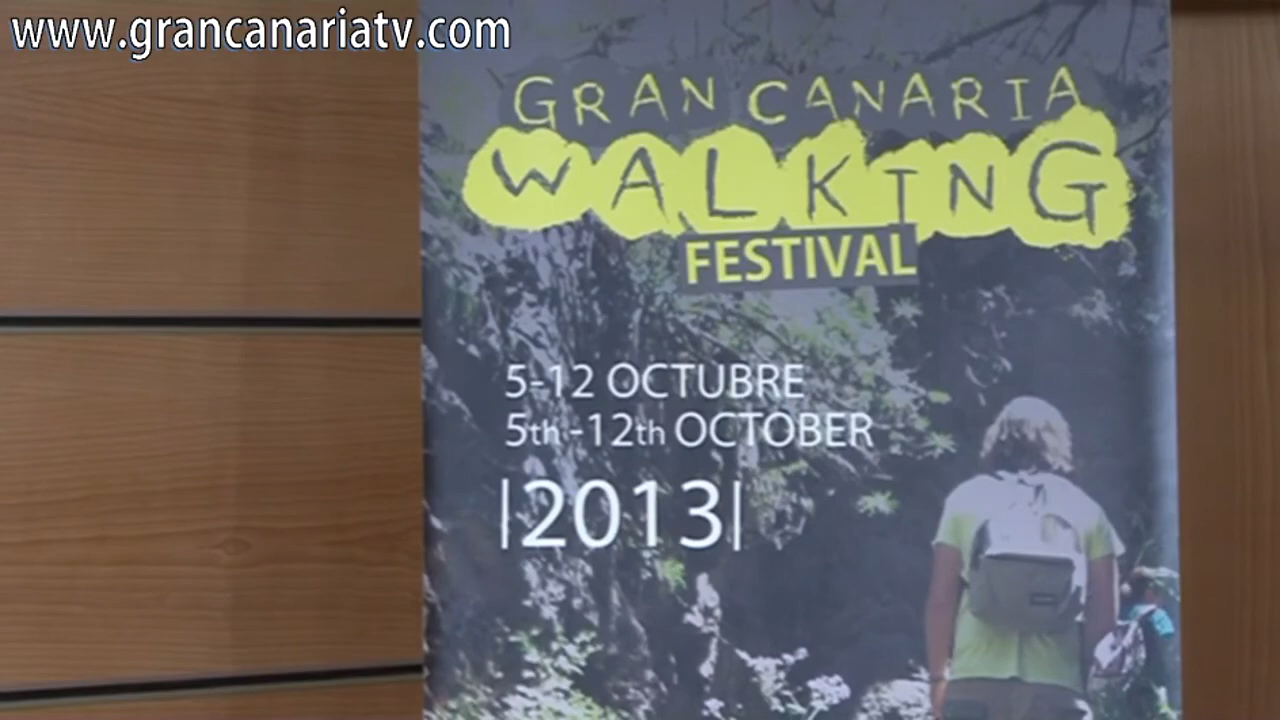 www.grancanariatv.com
GRAN CANARIA
WALKING
FESTIVAL
5-12 OCTUBRE
5th-12th OCTOBER
|2013|